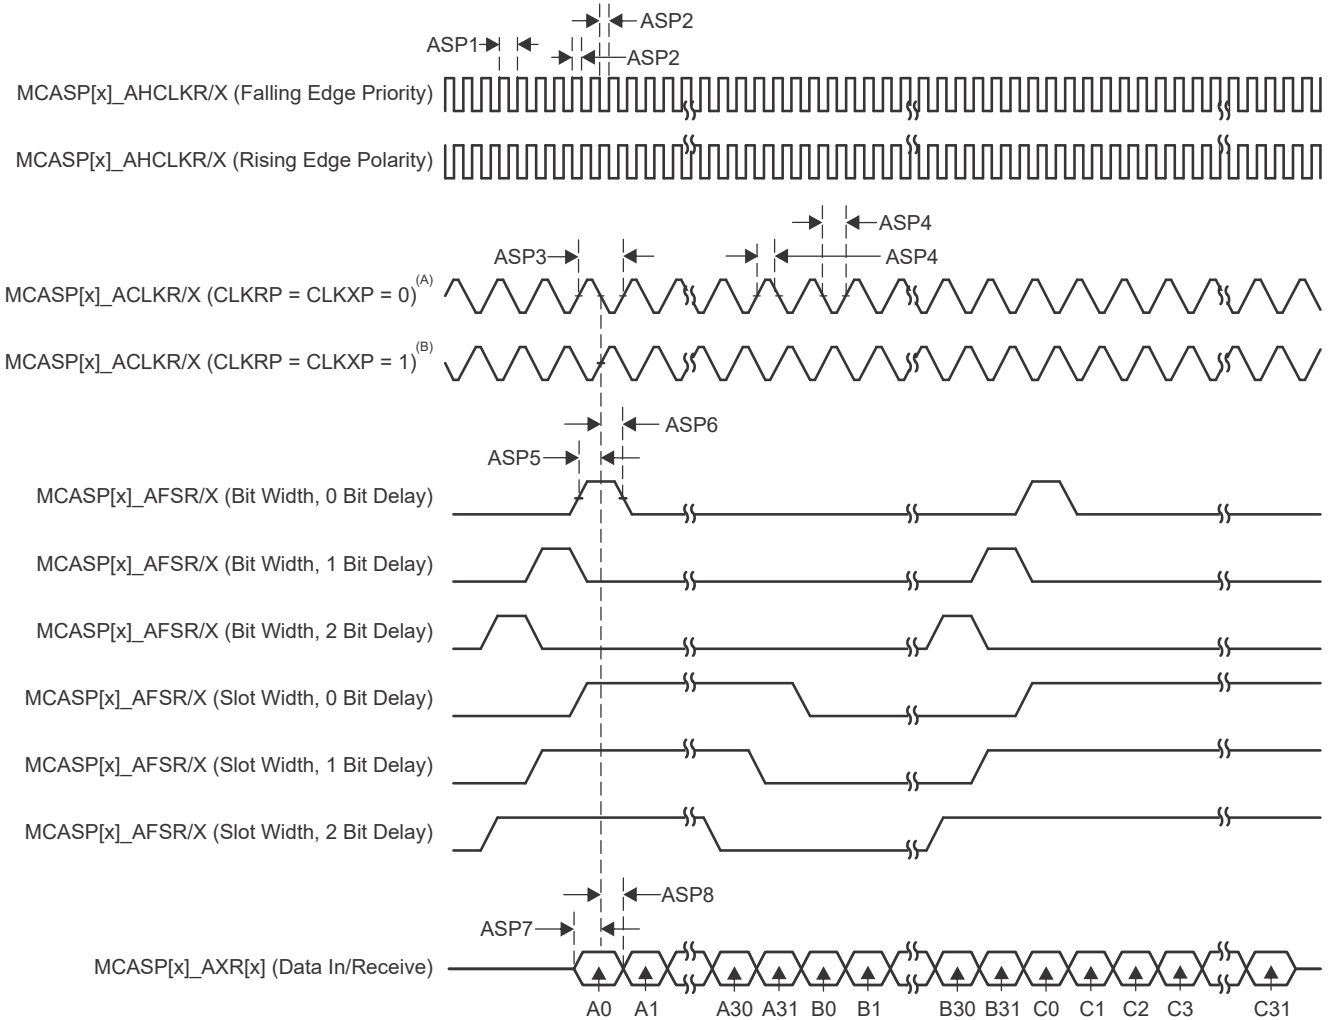 ASP2
ASP1
ASP2
MCASP[x]_AHCLKR/X (Falling Edge Priority)
MCASP[x]_AHCLKR/X (Rising Edge Polarity)
ASP4
ASP3
ASP4
MCASP[x]_ACLKR/X (CLKRP = CLKXP = 0)(A)
MCASP[x]_ACLKR/X (CLKRP = CLKXP = 1)(B)
ASP6
ASP5
MCASP[x]_AFSR/X (Bit Width, 0 Bit Delay)
MCASP[x]_AFSR/X (Bit Width, 1 Bit Delay)
MCASP[x]_AFSR/X (Bit Width, 2 Bit Delay)
MCASP[x]_AFSR/X (Slot Width, 0 Bit Delay)
MCASP[x]_AFSR/X (Slot Width, 1 Bit Delay)
MCASP[x]_AFSR/X (Slot Width, 2 Bit Delay)
ASP8
ASP7
MCASP[x]_AXR[x] (Data In/Receive)
A0 A1 A30 A31 B0 B1 B30 B31 C0 C1 C2 C3 C31